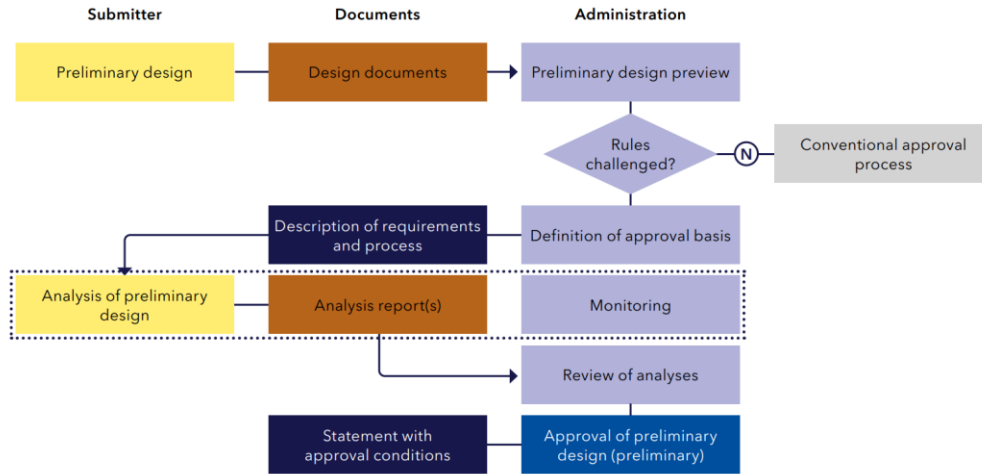 Submitter
Documents
Administration
Preliminary design
Design documents
Preliminary design preview
Rules
challenged?
N
Conventional approval
process
Description of requirements
and process
Definition of approval basis
Analysis of preliminary
design
Analysis report(s)
Monitoring
Review of analyses
Statement with
approval conditions
Approval of preliminary
design (preliminary)